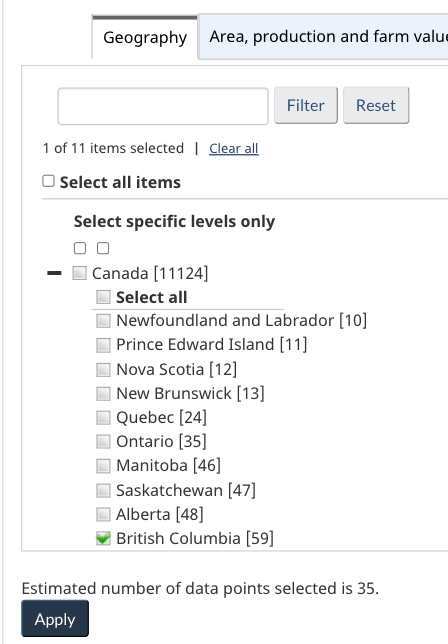 Geography
Area, production and farm value
Filter
Reset
1 of 11 items selected | Clear all
Select all items
Select specific levels only
Canada [11124]
Select all
Newfoundland and Labrador [10]
Prince Edward Island [11]
Nova Scotia [12]
New Brunswick [13]
Quebec [24]
Ontario [35]
Manitoba [46]
Saskatchewan [47]
Alberta [48]
British Columbia [59]
Estimated number of data points selected is 35.
Apply